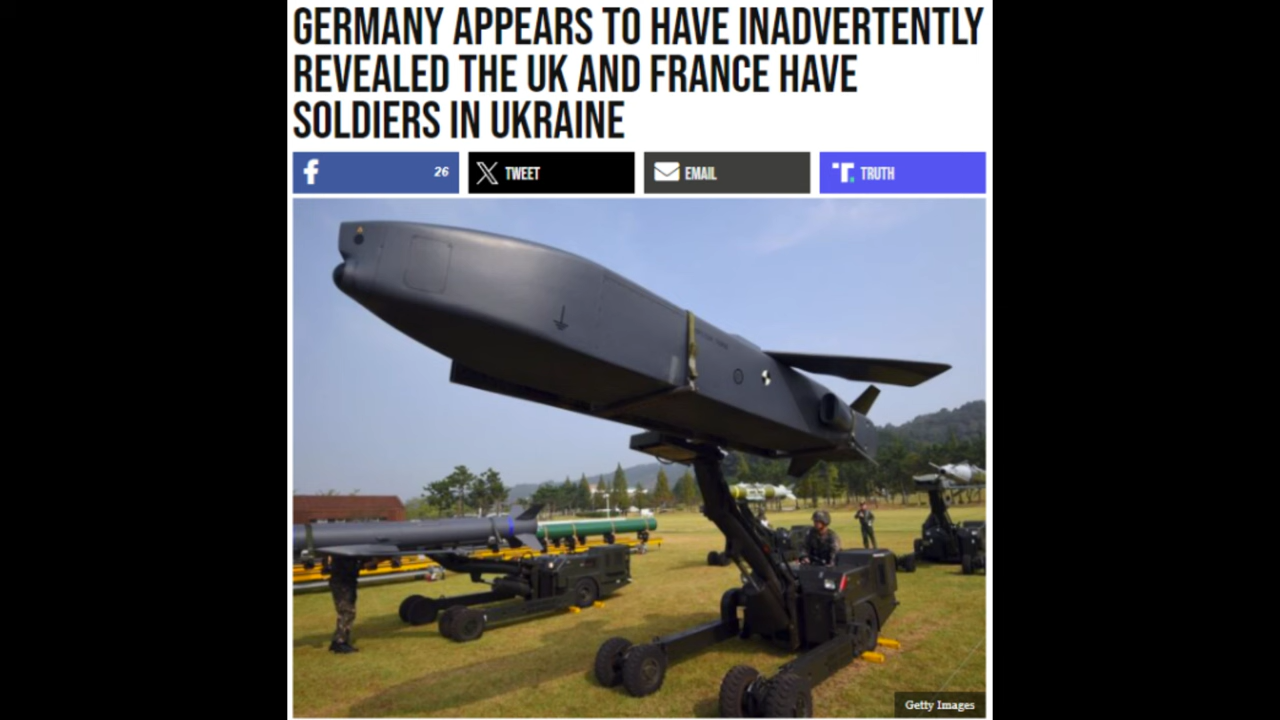 GERMANY APPEARS TO HAVE INADVERTENTLY
REVEALED THE UK AND FRANCE HAVE
SOLDIERS IN UKRAINE
26
TWEET
EMAIL
TRUTH
Getty Images